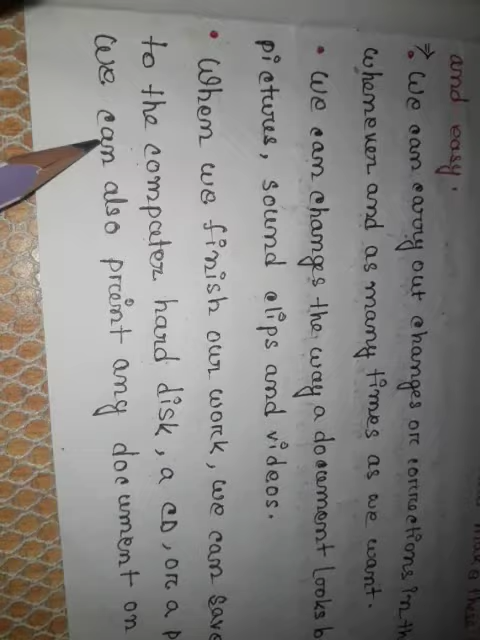 and easy.
⇒• We can carry out changes or corrections in th
whenever and as many times as we want.
• We can changes the way a document looks b
pictures, sound clips and videos.
• When we finish our work, we can save
to the computer hard disk, a CD, or a p
We can also print any document on